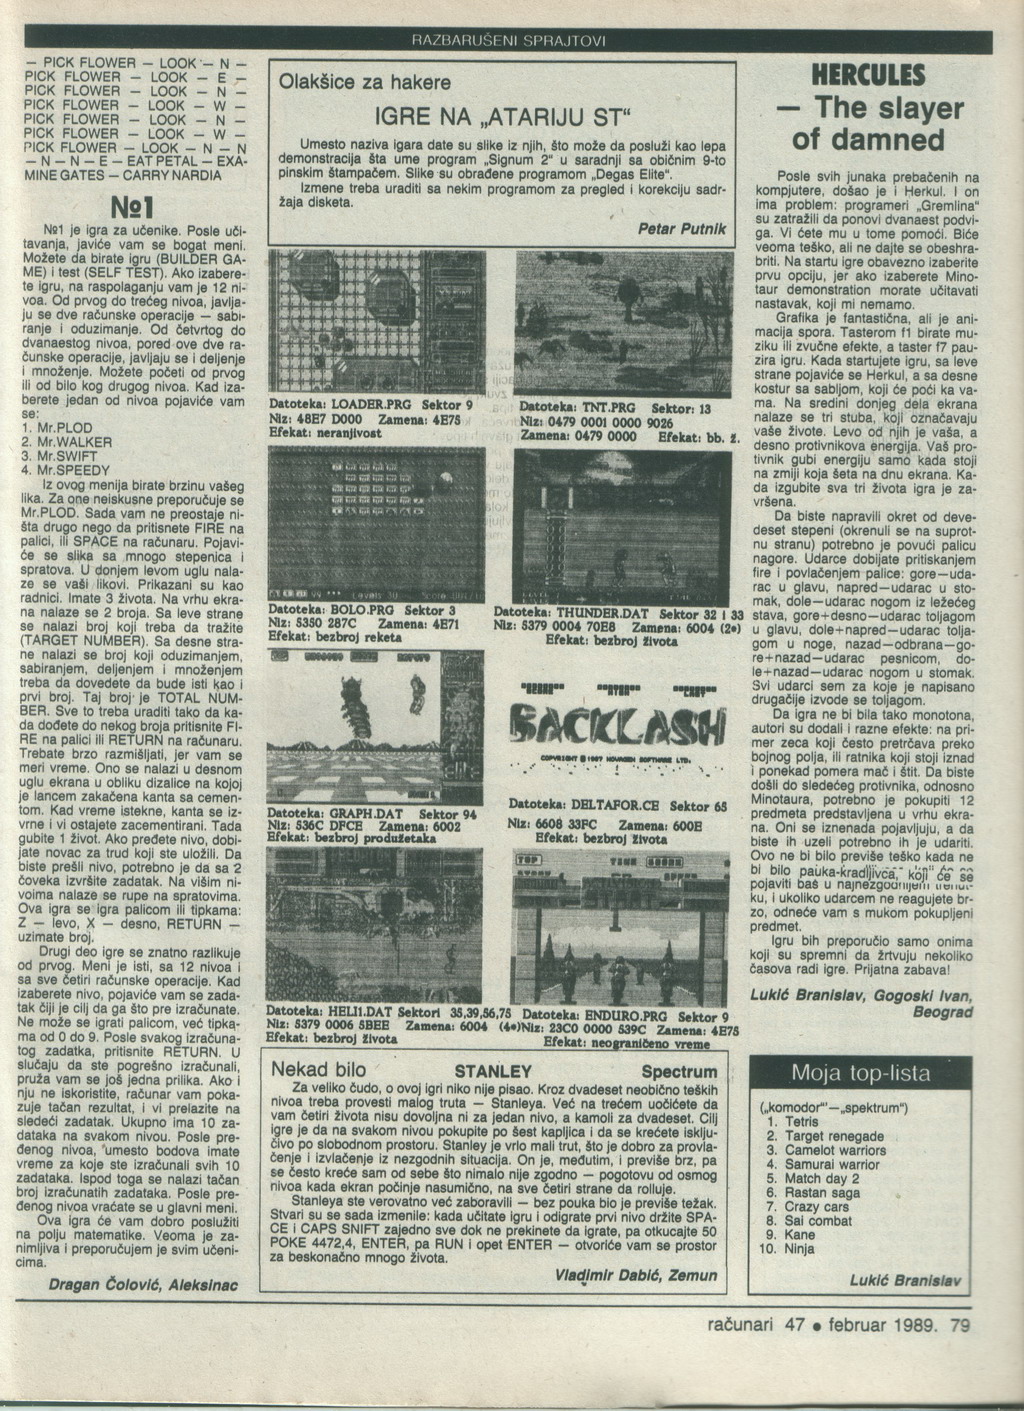 RAZBARUŠENI SPRAJTOVI
— PICK FLOWER — LOOK — N —
PICK FLOWER — LOOK — E —
PICK FLOWER — LOOK — N —
PICK FLOWER — LOOK — W —
PICK FLOWER — LOOK — N —
PICK FLOWER — LOOK — W —
PICK FLOWER — LOOK — N — N
— N — N — E — EAT PETAL — EXA-
MINE GATES — CARRY NARDIA
№1
№1 je igra za učenike. Posle uči-
tavanja, javiće vam se bogat meni.
Možete da birate igru (BUILDER GA-
ME) i test (SELF TEST). Ako izabere-
te igru, na raspolaganju vam je 12 ni-
voa. Od prvog do trećeg nivoa, javlja-
ju se dve računske operacije — sabi-
ranje i oduzimanje. Od četvrtog do
dvanaestog nivoa, pored ove dve ra-
čunske operacije, javljaju se i deljenje
i množenje. Možete početi od prvog
ili od bilo kog drugog nivoa. Kad iza-
berete jedan od nivoa pojaviće vam
se:
1. Mr.PLOD
2. Mr.WALKER
3. Mr.SWIFT
4. Mr.SPEEDY
Iz ovog menija birate brzinu vašeg
lika. Za one neiskusne preporučuje se
Mr.PLOD. Sada vam ne preostaje ni-
šta drugo nego da pritisnete FIRE na
palici, ili SPACE na računaru. Pojavi-
će se slika sa mnogo stepenica i
spratova. U donjem levom uglu nala-
ze se vaši likovi. Prikazani su kao
radnici. Imate 3 života. Na vrhu ekra-
na nalaze se 2 broja. Sa leve strane
se nalazi broj koji treba da tražite
(TARGET NUMBER). Sa desne stra-
ne nalazi se broj koji oduzimanjem,
sabiranjem, deljenjem i množenjem
treba da dovedete da bude isti kao i
prvi broj. Taj broj je TOTAL NUM-
BER. Sve to treba uraditi tako da ka-
da dođete do nekog broja pritisnite FI-
RE na palici ili RETURN na računaru.
Trebate brzo razmišljati, jer vam se
meri vreme. Ono se nalazi u desnom
uglu ekrana u obliku dizalice na kojoj
je lancem zakačena kanta sa cemen-
tom. Kad vreme istekne, kanta se iz-
vrne i vi ostajete zacementirani. Tada
gubite 1 život. Ako pređete nivo, dobi-
jate novac za trud koji ste uložili. Da
biste prešli nivo, potrebno je da sa 2
čoveka izvršite zadatak. Na višim ni-
voima nalaze se rupe na spratovima.
Ova igra se igra palicom ili tipkama:
Z — levo, X — desno, RETURN —
uzimate broj.
Drugi deo igre se znatno razlikuje
od prvog. Meni je isti, sa 12 nivoa i
sa sve četiri računske operacije. Kad
izaberete nivo, pojaviće vam se zada-
tak čiji je cilj da ga što pre izračunate.
Ne može se igrati palicom, već tipka-
ma od 0 do 9. Posle svakog izračuna-
tog zadatka, pritisnite RETURN. U
slučaju da ste pogrešno izračunali,
pruža vam se još jedna prilika. Ako i
nju ne iskoristite, računar vam poka-
zuje tačan rezultat, i vi prelazite na
sledeći zadatak. Ukupno ima 10 za-
dataka na svakom nivou. Posle pre-
đenog nivoa, umesto bodova imate
vreme za koje ste izračunali svih 10
zadataka. Ispod toga se nalazi tačan
broj izračunatih zadataka. Posle pre-
đenog nivoa vraćate se u glavni meni.
Ova igra će vam dobro poslužiti
na polju matematike. Veoma je za-
nimljiva i preporučujem je svim učeni-
cima.
Dragan Čolović, Aleksinac
Olakšice za hakere
IGRE NA „ATARIJU ST“
Umesto naziva igara date su slike iz njih, što može da posluži kao lepa
demonstracija šta ume program „Signum 2“ u saradnji sa običnim 9-to
pinskim štampačem. Slike su obrađene programom „Degas Elite“.
Izmene treba uraditi sa nekim programom za pregled i korekciju sadr-
žaja disketa.
Petar Putnik
Datoteka: LOADER.PRG Sektor 9
Niz: 48E7 D000 Zamena: 4E75
Efekat: neranjivost
Datoteka: TNT.PRG Sektor: 13
Niz: 0479 0001 0000 9026
Zamena: 0479 0000 Efekat: bb. ž.
Datoteka: BOLO.PRG Sektor 3
Niz: 5350 287C Zamena: 4E71
Efekat: bezbroj reketa
Datoteka: THUNDER.DAT Sektor 32 i 33
Niz: 5379 0004 70E8 Zamena: 6004 (2*)
Efekat: bezbroj života
BACKLASH
COPYRIGHT © 1987 NOVAGEN SOFTWARE LTD.
Datoteka: GRAPH.DAT Sektor 94
Niz: 536C DFCE Zamena: 6002
Efekat: bezbroj produžetaka
Datoteka: DELTAFOR.CE Sektor 65
Niz: 6608 33FC Zamena: 600E
Efekat: bezbroj života
TOP TIME SCORE
START
Datoteka: HELI1.DAT Sektori 35,39,56,75
Niz: 5379 0006 5BEE Zamena: 6004 (4*)
Efekat: bezbroj života
Datoteka: ENDURO.PRG Sektor 9
Niz: 23C0 0000 539C Zamena: 4E75
Efekat: neograničeno vreme
Nekad bilo STANLEY Spectrum
Za veliko čudo, o ovoj igri niko nije pisao. Kroz dvadeset neobično teških
nivoa treba provesti malog truta — Stanleya. Već na trećem uočićete da
vam četiri života nisu dovoljna ni za jedan nivo, a kamoli za dvadeset. Cilj
igre je da na svakom nivou pokupite po šest kapljica i da se krećete isklju-
čivo po slobodnom prostoru. Stanley je vrlo mali trut, što je dobro za provla-
čenje i izvlačenje iz nezgodnih situacija. On je, međutim, i previše brz, pa
se često kreće sam od sebe što nimalo nije zgodno — pogotovu od osmog
nivoa kada ekran počinje nasumično, na sve četiri strane da rolluje.
Stanleya ste verovatno već zaboravili — bez pouka bio je previše težak.
Stvari su se sada izmenile: kada učitate igru i odigrate prvi nivo držite SPA-
CE i CAPS SNIFT zajedno sve dok ne prekinete da igrate, pa otkucajte 50
POKE 4472,4, ENTER, pa RUN i opet ENTER — otvoriće vam se prostor
za beskonačno mnogo života.
Vladimir Dabić, Zemun
HERCULES
— The slayer
of damned
Posle svih junaka prebačenih na
kompjutere, došao je i Herkul. I on
ima problem: programeri „Gremlina“
su zatražili da ponovi dvanaest podvi-
ga. Vi ćete mu u tome pomoći. Biće
veoma teško, ali ne dajte se obeshra-
briti. Na startu igre obavezno izaberite
prvu opciju, jer ako izaberete Mino-
taur demonstration morate učitavati
nastavak, koji mi nemamo.
Grafika je fantastična, ali je ani-
macija spora. Tasterom f1 birate mu-
ziku ili zvučne efekte, a taster f7 pau-
zira igru. Kada startujete igru, sa leve
strane pojaviće se Herkul, a sa desne
kostur sa sabljom, koji će poći ka va-
ma. Na sredini donjeg dela ekrana
nalaze se tri stuba, koji označavaju
vaše živote. Levo od njih je vaša, a
desno protivnikova energija. Vaš pro-
tivnik gubi energiju samo kada stoji
na zmiji koja šeta na dnu ekrana. Ka-
da izgubite sva tri života igra je za-
vršena.
Da biste napravili okret od deve-
deset stepeni (okrenuli se na suprot-
nu stranu) potrebno je povući palicu
nagore. Udarce dobijate pritiskanjem
fire i povlačenjem palice: gore—uda-
rac u glavu, napred—udarac u sto-
mak, dole—udarac nogom iz ležećeg
stava, gore+desno—udarac toljagom
u glavu, dole+napred—udarac tolja-
gom u noge, nazad—odbrana—go-
re+nazad—udarac pesnicom, do-
le+nazad—udarac nogom u stomak.
Svi udarci sem za koje je napisano
drugačije izvode se toljagom.
Da igra ne bi bila tako monotona,
autori su dodali i razne efekte: na pri-
mer zeca koji često pretrčava preko
bojnog polja, ili ratnika koji stoji iznad
i ponekad pomera mač i štit. Da biste
došli do sledećeg protivnika, odnosno
Minotaura, potrebno je pokupiti 12
predmeta predstavljena u vrhu ekra-
na. Oni se iznenada pojavljuju, a da
biste ih uzeli potrebno ih je udariti.
Ovo ne bi bilo previše teško kada ne
bi bilo pauka-kradljivca, koji će se
pojaviti baš u najnezgodnijem trenut-
ku, i ukoliko udarcem ne reagujete br-
zo, odneće vam s mukom pokupljeni
predmet.
Igru bih preporučio samo onima
koji su spremni da žrtvuju nekoliko
časova radi igre. Prijatna zabava!
Lukić Branislav, Gogoski Ivan,
Beograd
Moja top-lista
(„komodor“—„spektrum“)
1. Tetris
2. Target renegade
3. Camelot warriors
4. Samurai warrior
5. Match day 2
6. Rastan saga
7. Crazy cars
8. Sai combat
9. Kane
10. Ninja
Lukić Branislav
računari 47 • februar 1989. 79